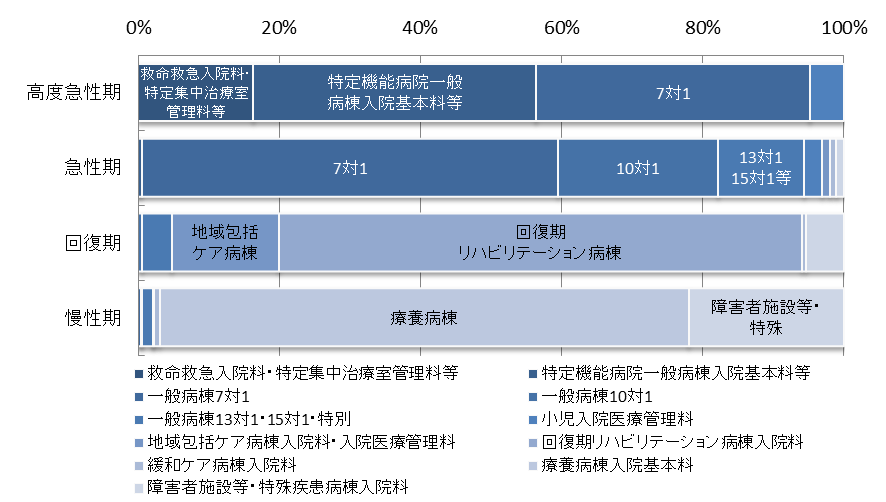 0% 20% 40% 60% 80% 100%
高度急性期
救命救急入院料・
特定集中治療室
管理料等
特定機能病院一般
病棟入院基本料等
7対1
急性期
7対1
10対1
13対1
15対1等
回復期
地域包括
ケア病棟
回復期
リハビリテーション病棟
慢性期
療養病棟
障害者施設等・
特殊
救命救急入院料・特定集中治療室管理料等
特定機能病院一般病棟入院基本料等
一般病棟7対1
一般病棟10対1
一般病棟13対1・15対1・特別
小児入院医療管理料
地域包括ケア病棟入院料・入院医療管理料
回復期リハビリテーション病棟入院料
緩和ケア病棟入院料
療養病棟入院基本料
障害者施設等・特殊疾患病棟入院料